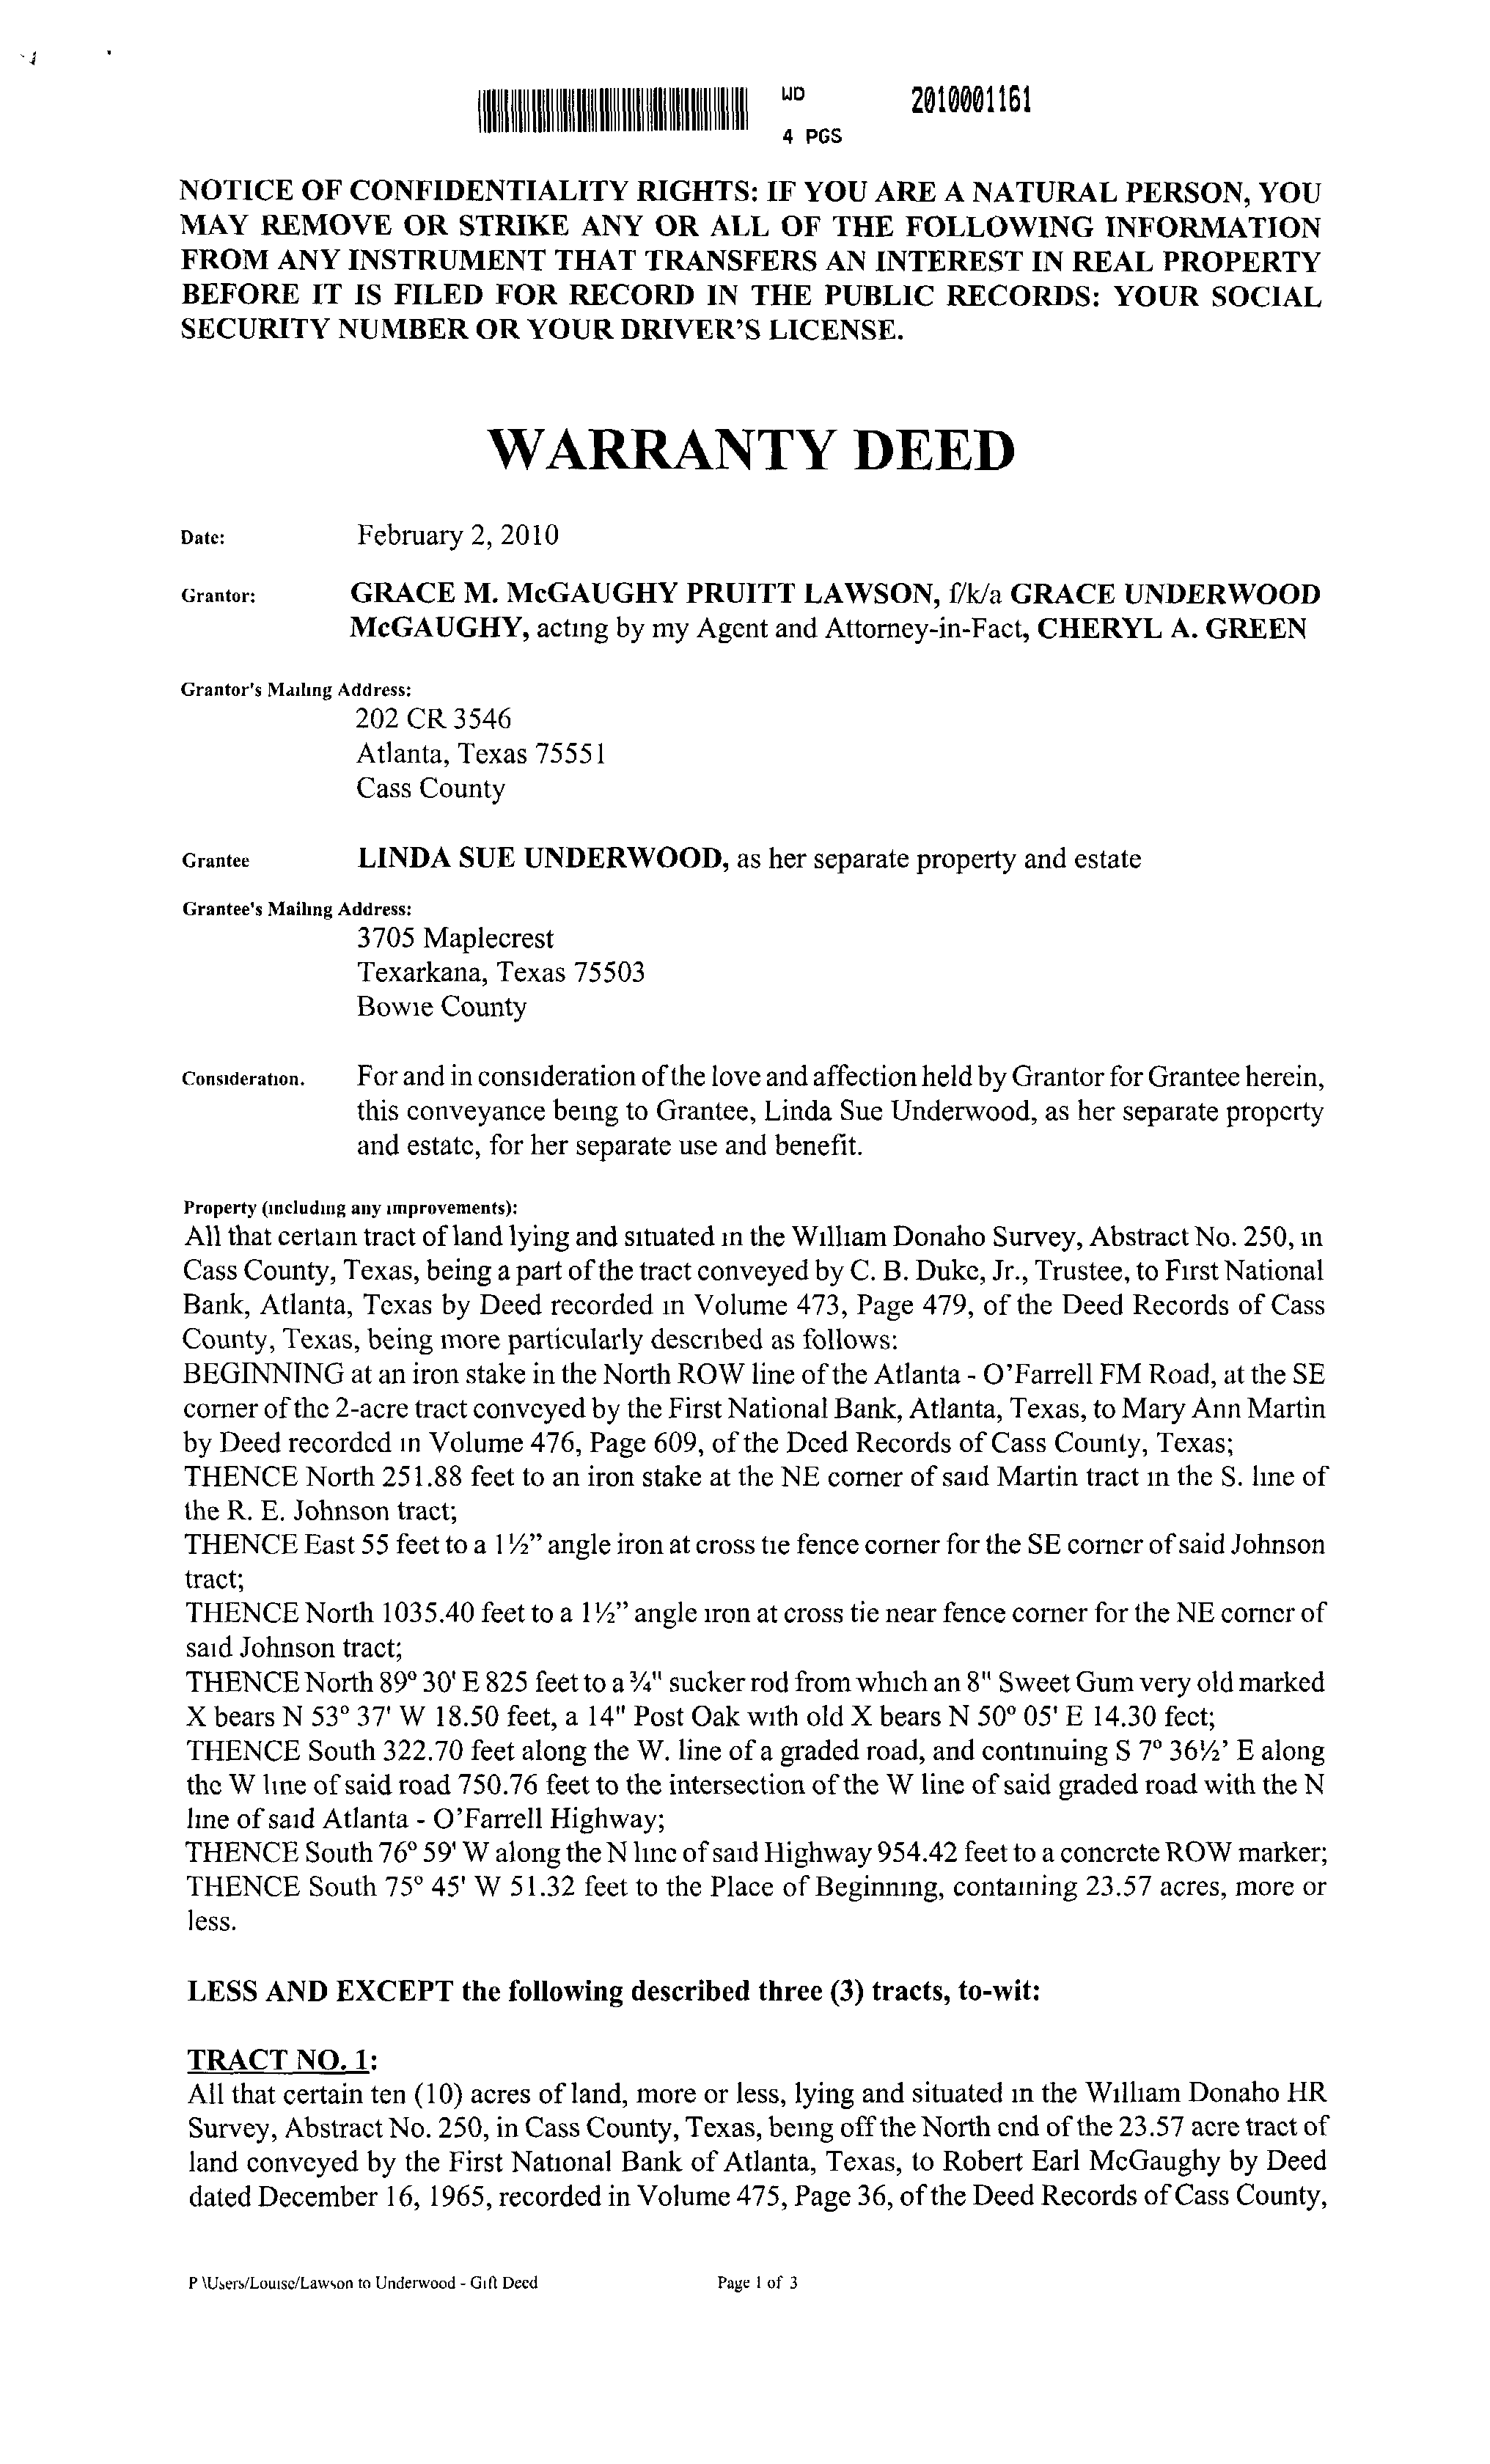 WD 2010001161
4 PGS
NOTICE OF CONFIDENTIALITY RIGHTS: IF YOU ARE A NATURAL PERSON, YOU
MAY REMOVE OR STRIKE ANY OR ALL OF THE FOLLOWING INFORMATION
FROM ANY INSTRUMENT THAT TRANSFERS AN INTEREST IN REAL PROPERTY
BEFORE IT IS FILED FOR RECORD IN THE PUBLIC RECORDS: YOUR SOCIAL
SECURITY NUMBER OR YOUR DRIVER'S LICENSE.
WARRANTY DEED
Date: February 2, 2010
Grantor: GRACE M. McGAUGHY PRUITT LAWSON, f/k/a GRACE UNDERWOOD
McGAUGHY, acting by my Agent and Attorney-in-Fact, CHERYL A. GREEN
Grantor's Mailing Address:
202 CR 3546
Atlanta, Texas 75551
Cass County
Grantee LINDA SUE UNDERWOOD, as her separate property and estate
Grantee's Mailing Address:
3705 Maplecrest
Texarkana, Texas 75503
Bowie County
Consideration. For and in consideration of the love and affection held by Grantor for Grantee herein,
this conveyance being to Grantee, Linda Sue Underwood, as her separate property
and estate, for her separate use and benefit.
Property (including any improvements):
All that certain tract of land lying and situated in the William Donaho Survey, Abstract No. 250, in
Cass County, Texas, being a part of the tract conveyed by C. B. Duke, Jr., Trustee, to First National
Bank, Atlanta, Texas by Deed recorded in Volume 473, Page 479, of the Deed Records of Cass
County, Texas, being more particularly described as follows:
BEGINNING at an iron stake in the North ROW line of the Atlanta - O'Farrell FM Road, at the SE
corner of the 2-acre tract conveyed by the First National Bank, Atlanta, Texas, to Mary Ann Martin
by Deed recorded in Volume 476, Page 609, of the Deed Records of Cass County, Texas;
THENCE North 251.88 feet to an iron stake at the NE corner of said Martin tract in the S. line of
the R. E. Johnson tract;
THENCE East 55 feet to a 1½” angle iron at cross tie fence corner for the SE corner of said Johnson
tract;
THENCE North 1035.40 feet to a 1½” angle iron at cross tie near fence corner for the NE corner of
said Johnson tract;
THENCE North 89° 30' E 825 feet to a ¾" sucker rod from which an 8" Sweet Gum very old marked
X bears N 53° 37' W 18.50 feet, a 14" Post Oak with old X bears N 50° 05' E 14.30 feet;
THENCE South 322.70 feet along the W. line of a graded road, and continuing S 7° 36½’ E along
the W line of said road 750.76 feet to the intersection of the W line of said graded road with the N
line of said Atlanta - O'Farrell Highway;
THENCE South 76° 59' W along the N line of said Highway 954.42 feet to a concrete ROW marker;
THENCE South 75° 45' W 51.32 feet to the Place of Beginning, containing 23.57 acres, more or
less.
LESS AND EXCEPT the following described three (3) tracts, to-wit:
TRACT NO. 1:
All that certain ten (10) acres of land, more or less, lying and situated in the William Donaho HR
Survey, Abstract No. 250, in Cass County, Texas, being off the North end of the 23.57 acre tract of
land conveyed by the First National Bank of Atlanta, Texas, to Robert Earl McGaughy by Deed
dated December 16, 1965, recorded in Volume 475, Page 36, of the Deed Records of Cass County,
P \Users/Louise/Lawson to Underwood - Gift Deed Page 1 of 3